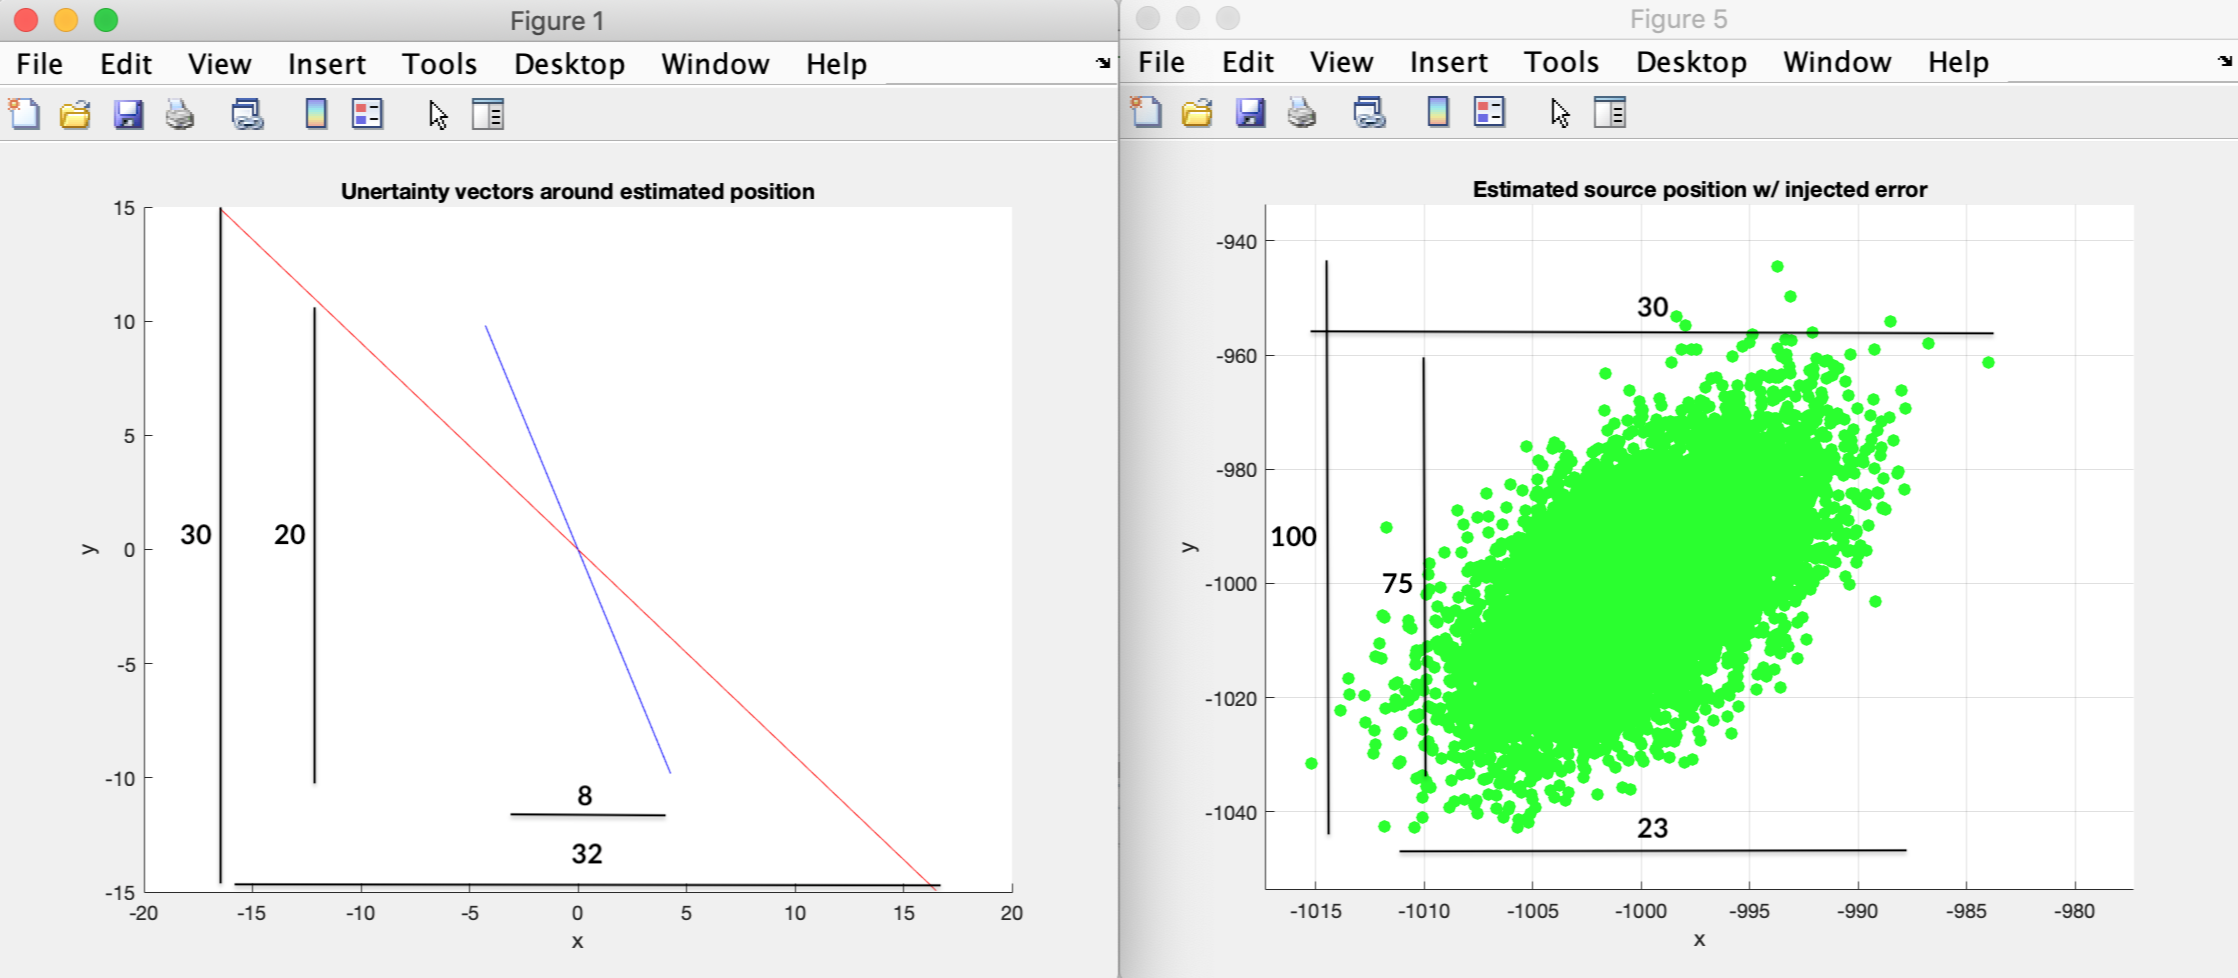 Figure 1
File Edit View Insert Tools Desktop Window Help
Unertainty vectors around estimated position
15
10
5
0
-5
-10
-15
y
30
20
8
32
-20 -15 -10 -5 0 5 10 15 20
x
Figure 5
File Edit View Insert Tools Desktop Window Help
Estimated source position w/ injected error
-940
-960
-980
-1000
-1020
-1040
y
30
100
75
23
-1015 -1010 -1005 -1000 -995 -990 -985 -980
x